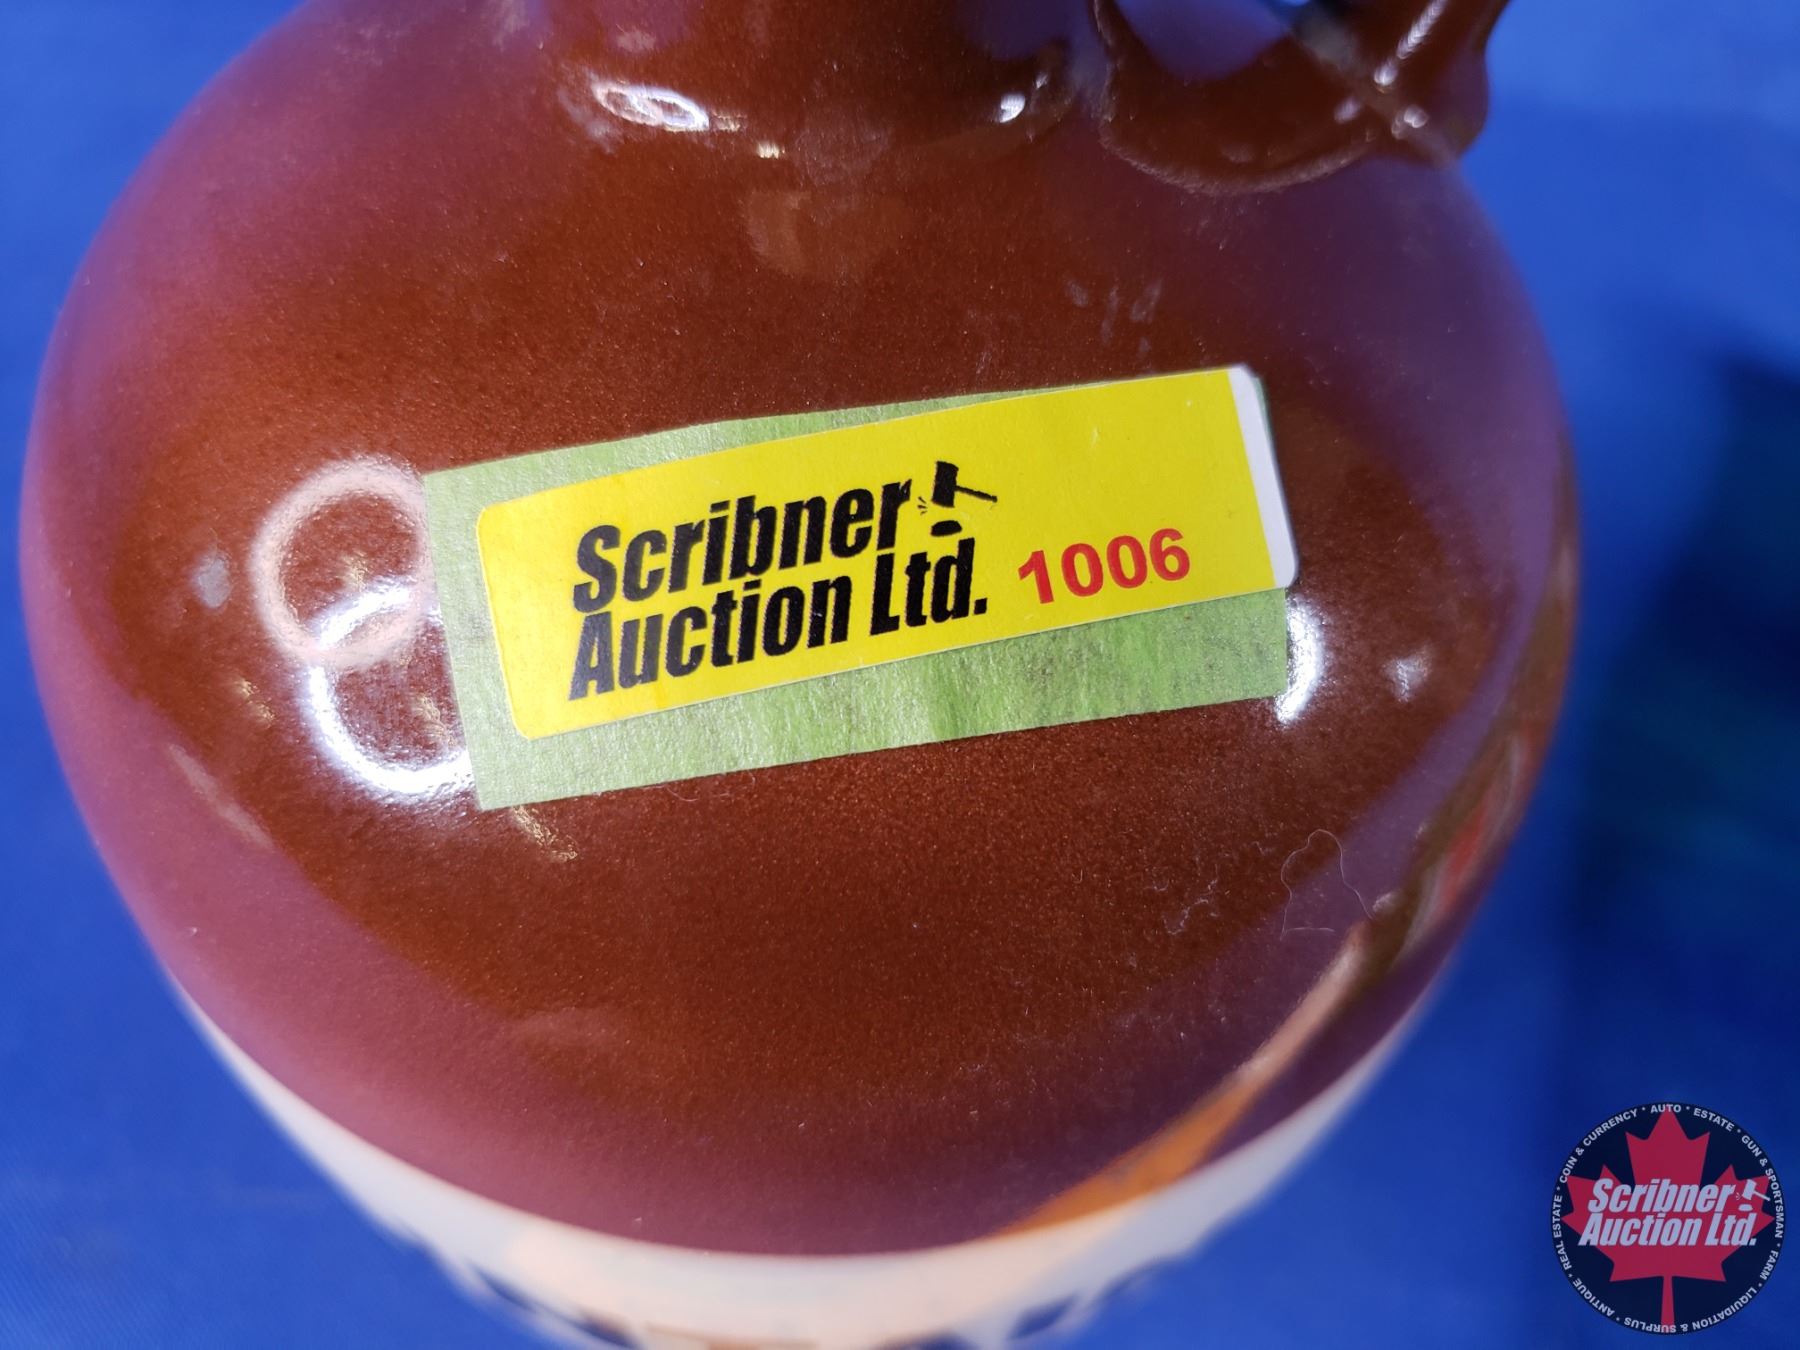 Scribner
Auction Ltd. 1006
COIN & CURRENCY • AUTO • ESTATE • GUN & SPORTSMAN • FARM • LIQUIDATION & SURPLUS • ANTIQUE • REAL ESTATE •
Scribner
Auction Ltd.